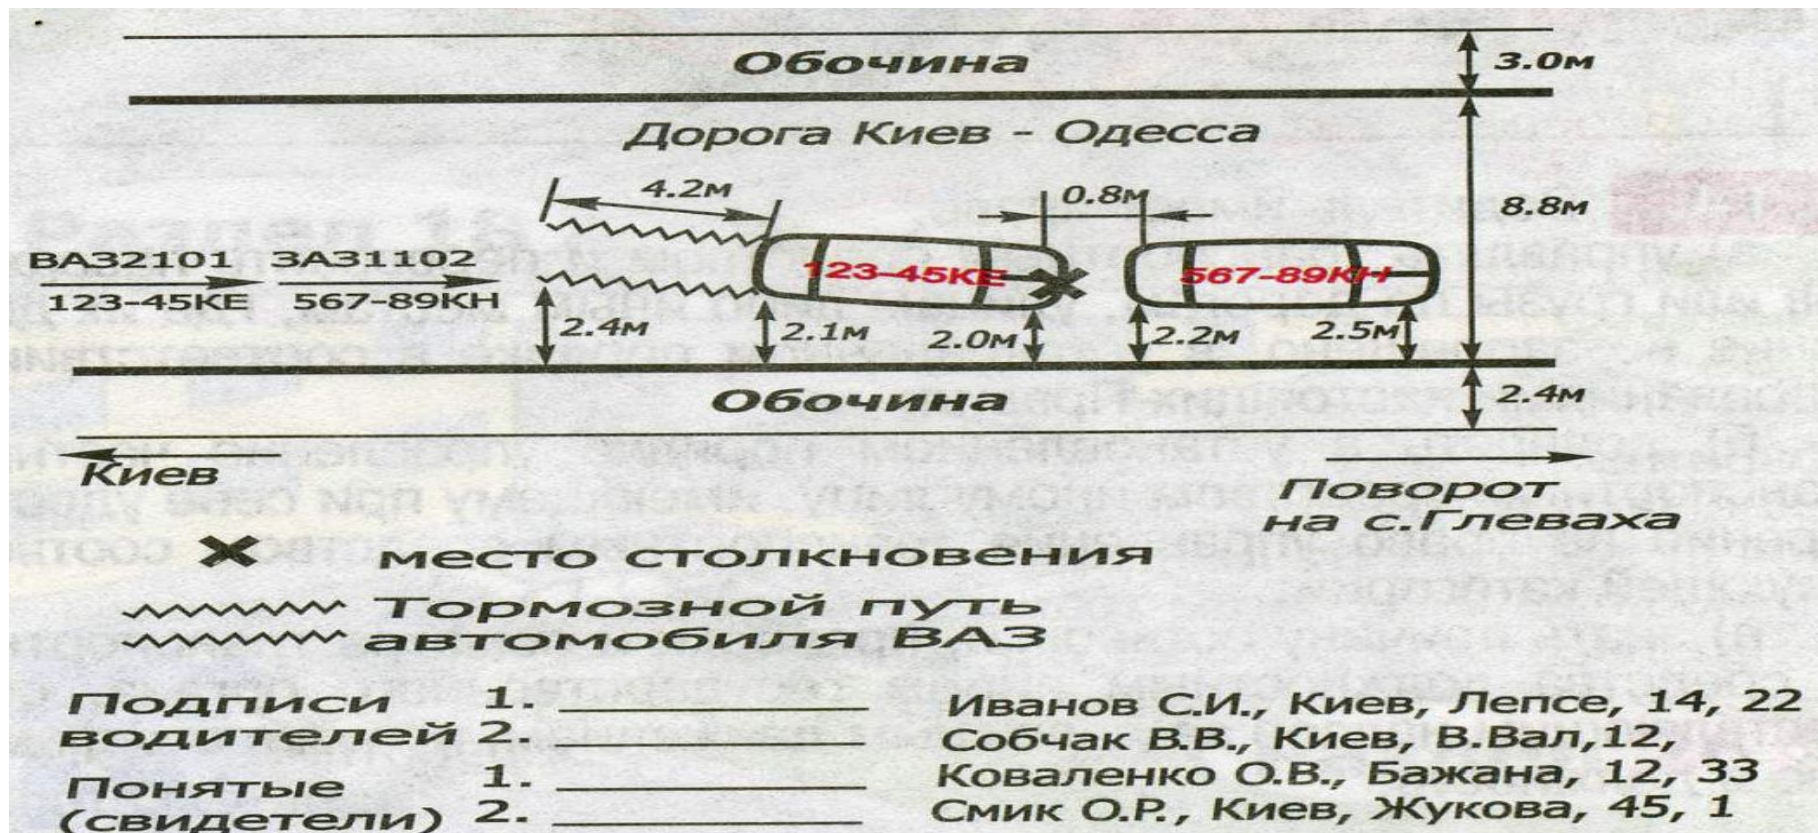 Обочина
3.0м
Дорога Киев - Одесса
4.2м
0.8м
8.8м
ВАЗ2101 ЗАЗ1102
123-45КЕ 567-89КН
123-45КЕ
567-89КН
2.4м
2.1м
2.0м
2.2м
2.5м
Обочина
2.4м
Киев
Поворот
на с.Глеваха
место столкновения
Тормозной путь
автомобиля ВАЗ
Подписи 1. Иванов С.И., Киев, Лепсе, 14, 22
водителей 2. Собчак В.В., Киев, В.Вал,12,
Понятые 1. Коваленко О.В., Бажана, 12, 33
(свидетели) 2. Смик О.Р., Киев, Жукова, 45, 1